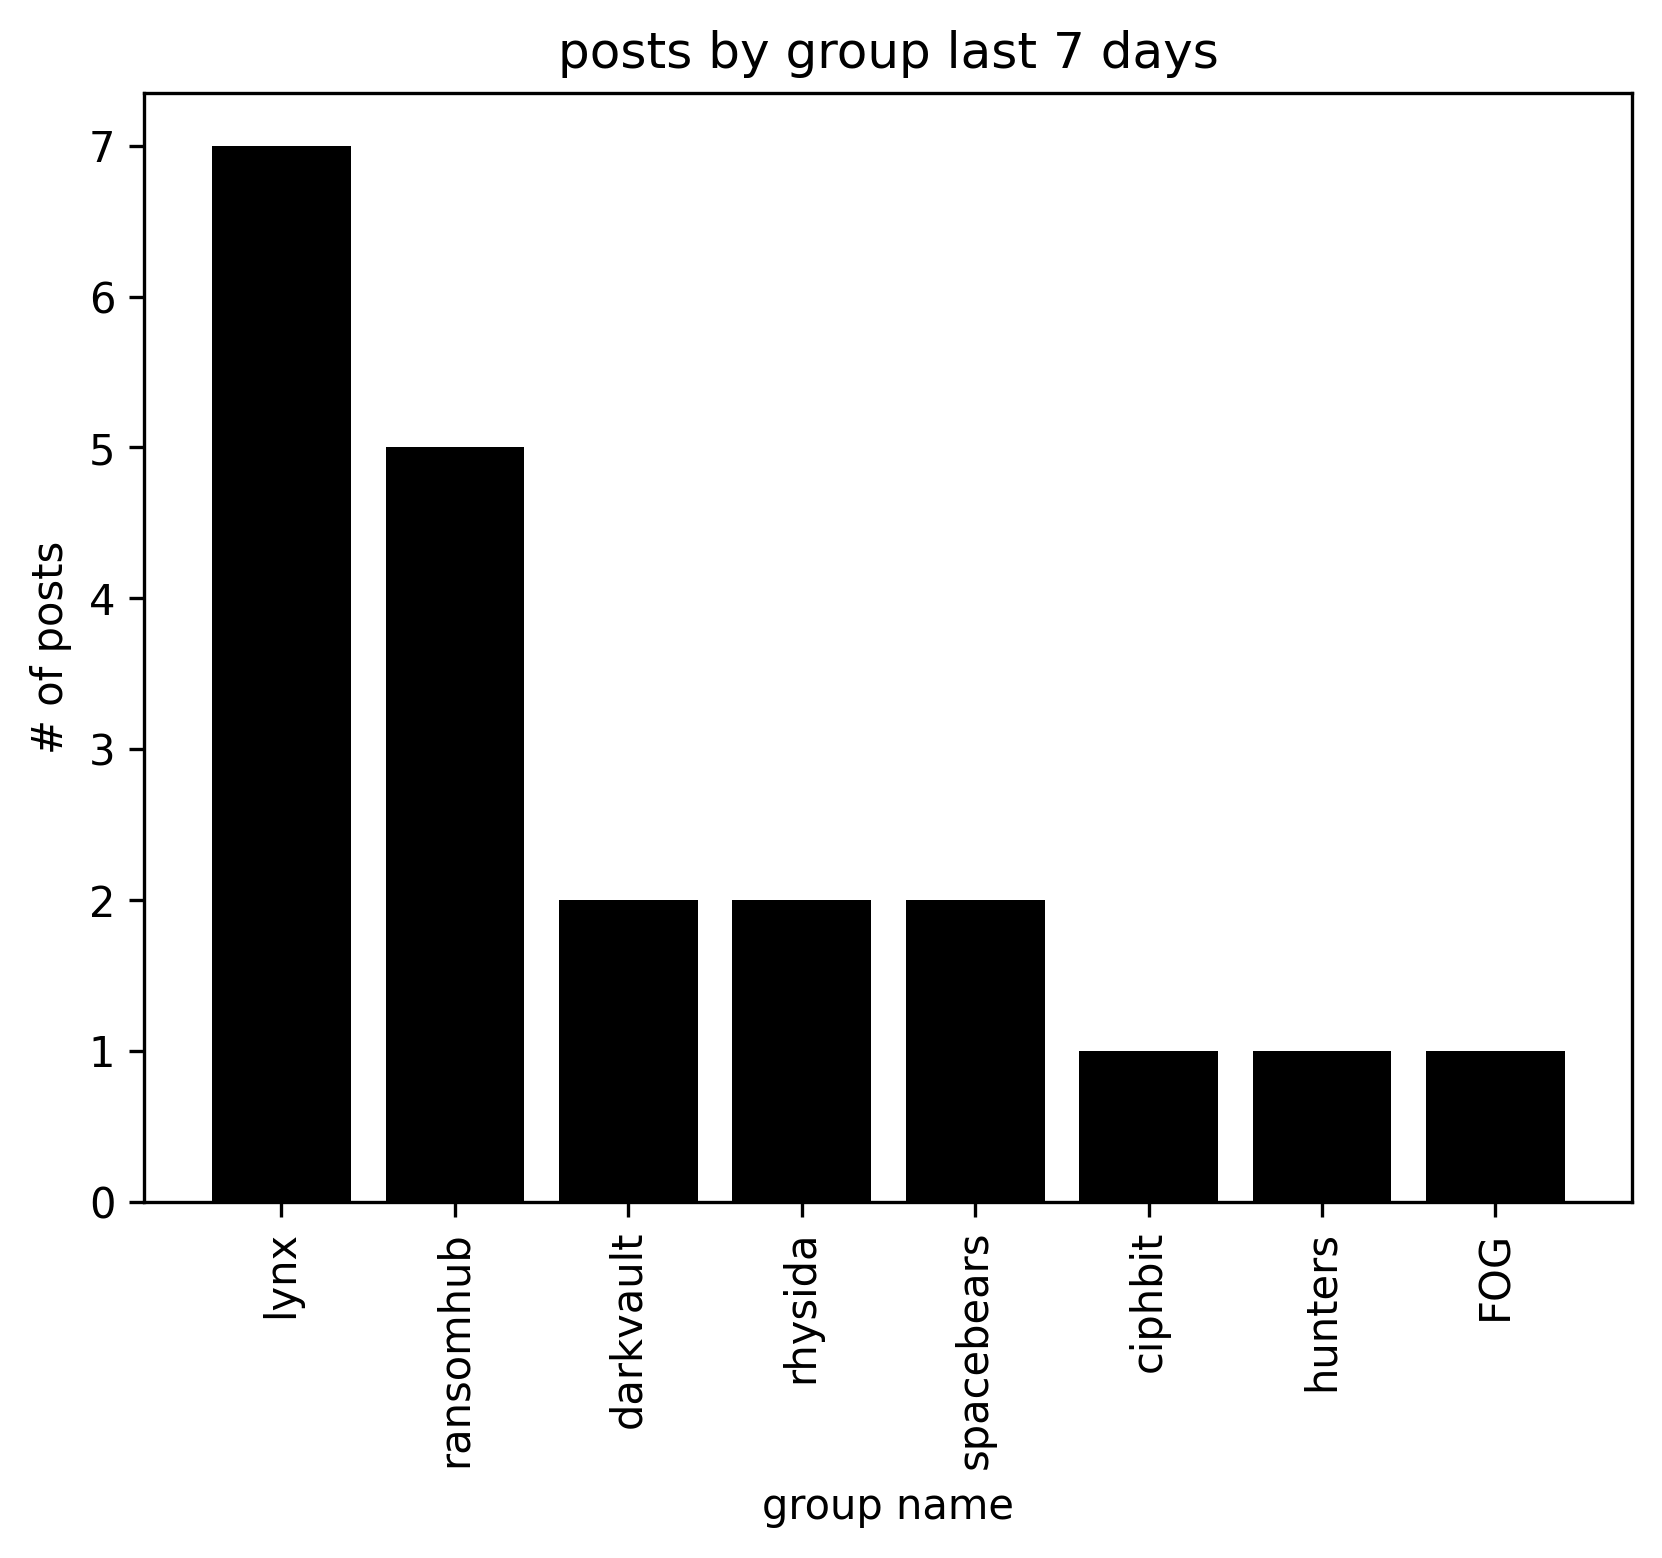 posts by group last 7 days
# of posts
7
6
5
4
3
2
1
0
lynx
ransomhub
darkvault
rhysida
spacebears
ciphbit
hunters
FOG
group name